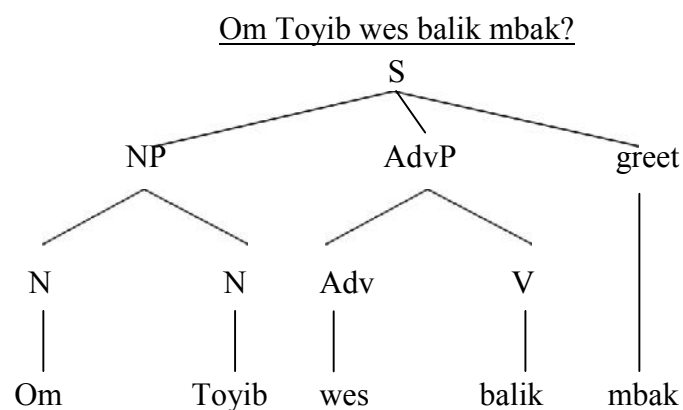 Om Toyib wes balik mbak?
S
NP AdvP greet
N N Adv V
Om Toyib wes balik mbak